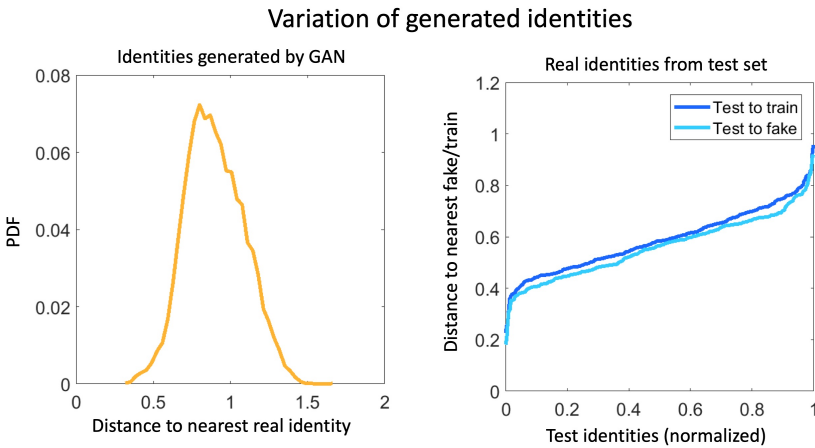 Variation of generated identities
Identities generated by GAN
0.08
0.06
0.04
0.02
0
PDF
0 0.5 1 1.5 2
Distance to nearest real identity
Real identities from test set
1.2
1
0.8
0.6
0.4
0.2
0
Distance to nearest fake/train
Test to train
Test to fake
0 0.2 0.4 0.6 0.8 1
Test identities (normalized)